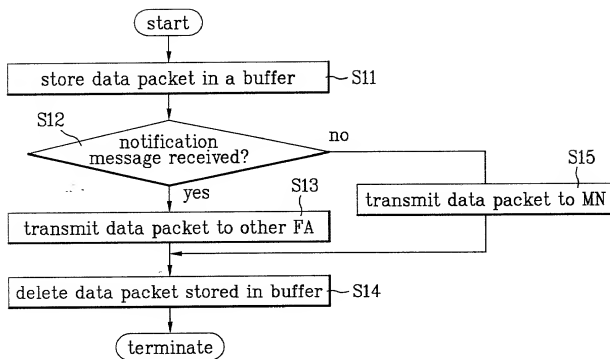 start
store data packet in a buffer
S11
S12
notification
message received?
no
yes
S13
S15
transmit data packet to other FA
transmit data packet to MN
delete data packet stored in buffer
S14
terminate